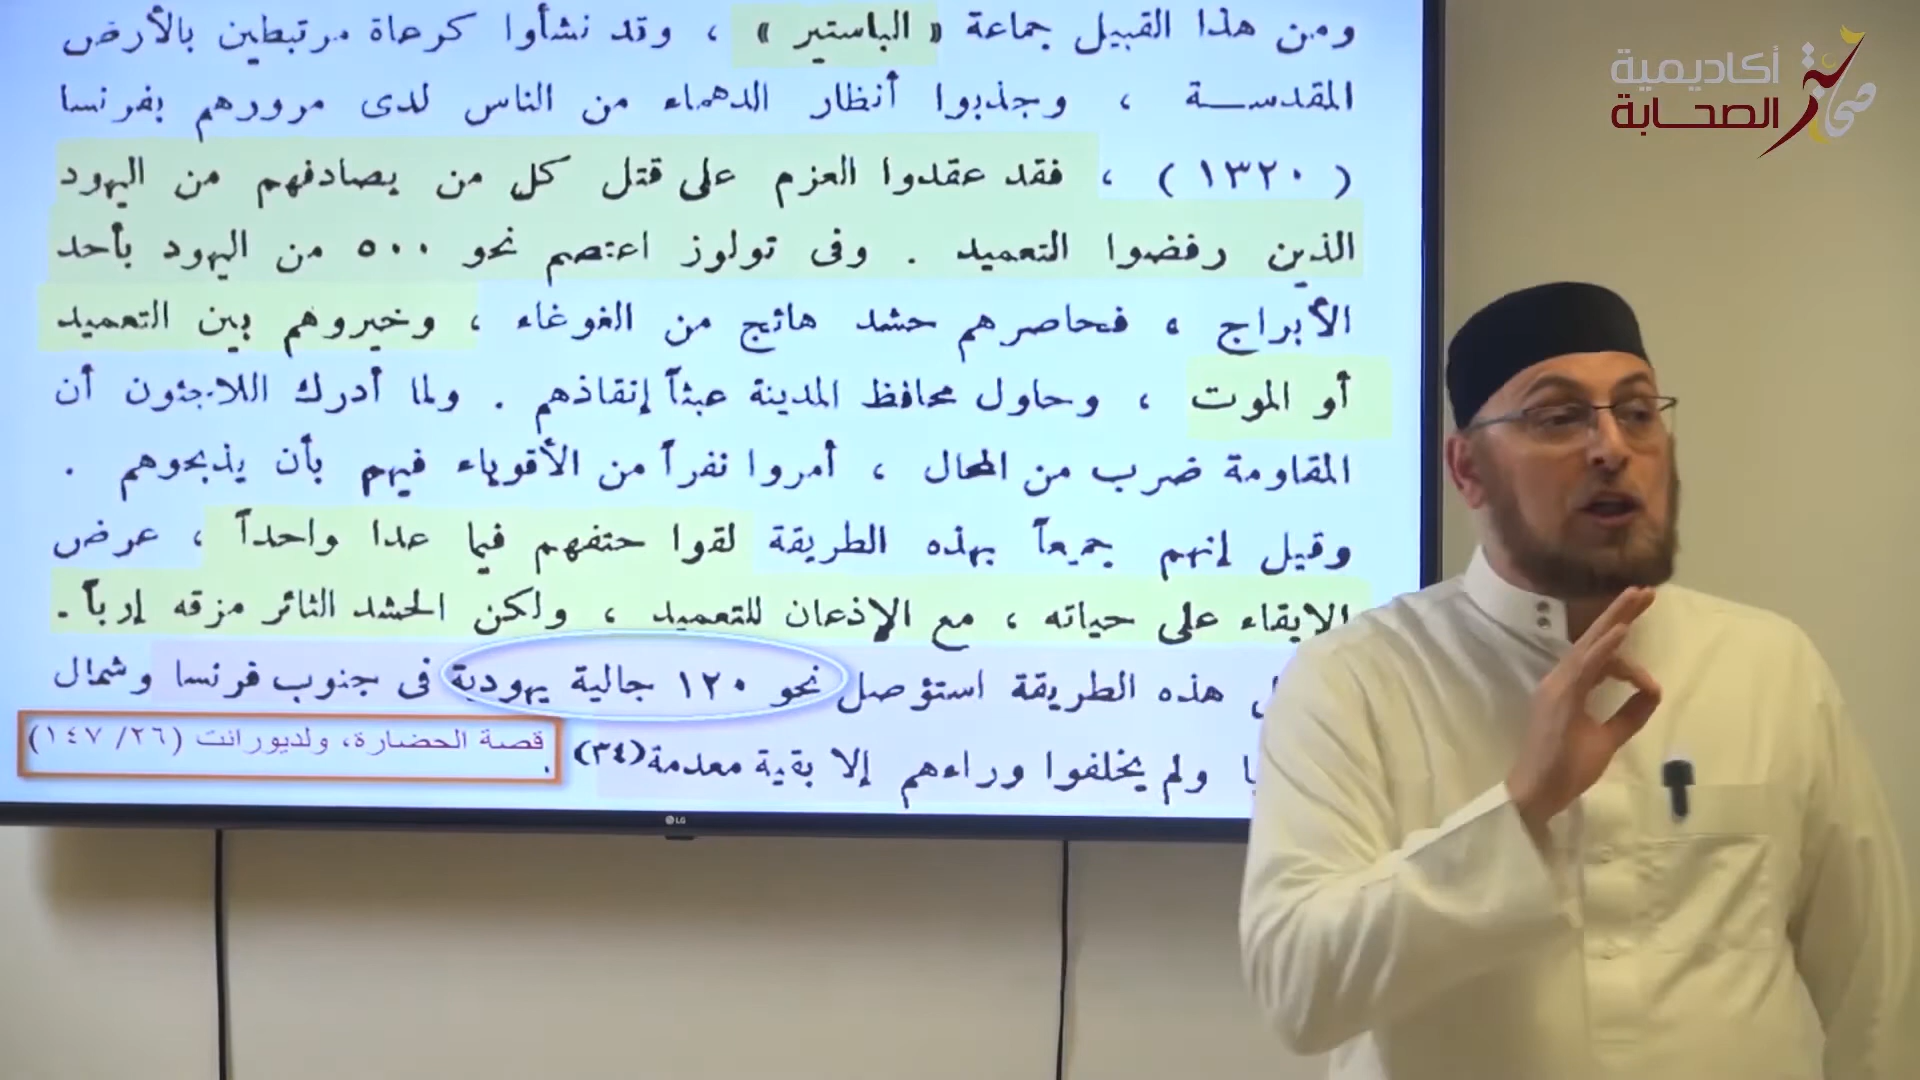 ومن هذا القبيل جماعة « الباستير » ، وقد نشأوا كرعاة مرتبطين بالأرض
المقدســة ، وجذبوا أنظار الدهماء من الناس لدى مرورهم بفرنسا
( ١٣٢٠ ) ، فقد عقدوا العزم على قتل كل من يصادفهم من اليهود
الذين رفضوا التعميد . وفى تولوز اعتصم نحو ٥٠٠ من اليهود بأحد
الأبراج ، فحاصرهم حشد هائج من الغوغاء ، وخيروهم بين التعميد
أو الموت ، وحاول محافظ المدينة عبثاً إنقاذهم . ولما أدرك اللاجئون أن
المقاومة ضرب من المحال ، أمروا نفراً من الأقوياء فيهم بأن يذبحوهم .
وقيل إنهم جميعاً بهذه الطريقة لقوا حتفهم فيما عدا واحداً ، عرض
الإبقاء على حياته ، مع الإذعان للتعميد ، ولكن الحشد الثائر مزقه إرباً .
هذه الطريقة استؤصل نحو ١٢٠ جالية يهودية فى جنوب فرنسا وشمال
ولم يخلفوا وراءهم إلا بقية معدمة(٣٤) .
قصة الحضارة، ولديورانت (٢٦/ ١٤٧)
LG
أكاديمية
الصحابة
صحابة